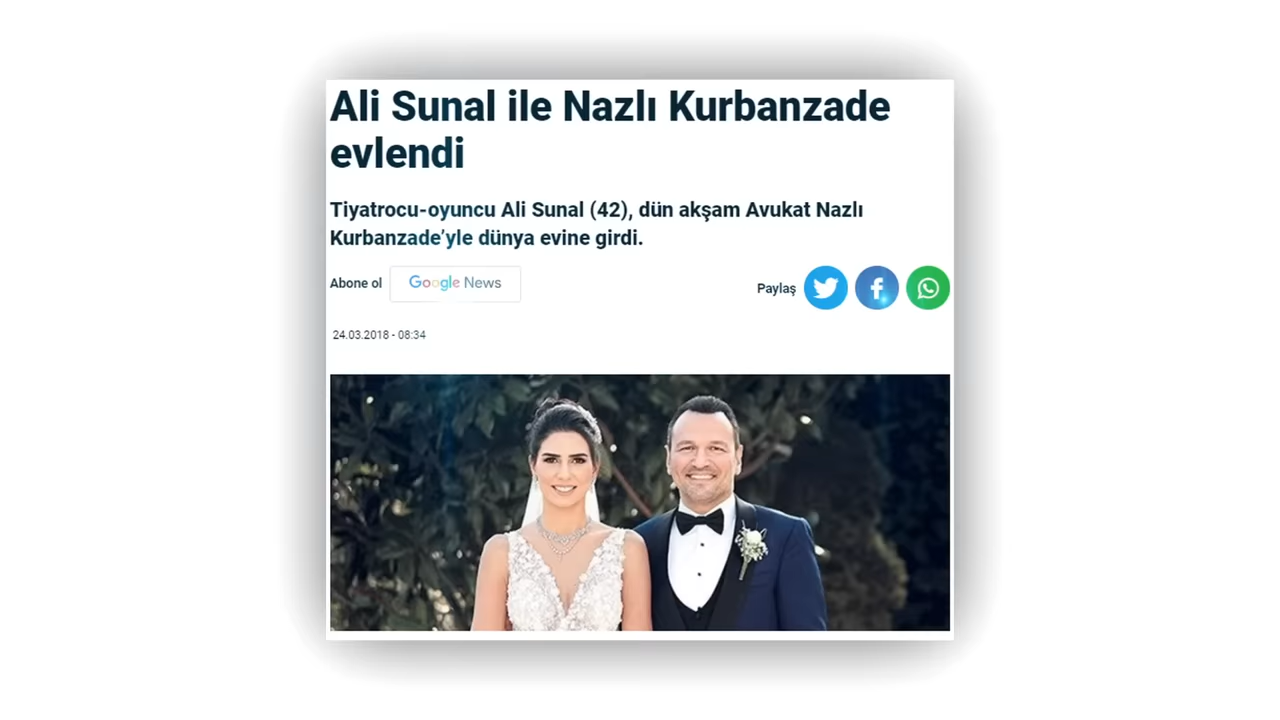 Ali Sunal ile Nazlı Kurbanzade
evlendi
Tiyatrocu-oyuncu Ali Sunal (42), dün akşam Avukat Nazlı
Kurbanzade’yle dünya evine girdi.
Abone ol Google News
Paylaş
24.03.2018 - 08:34